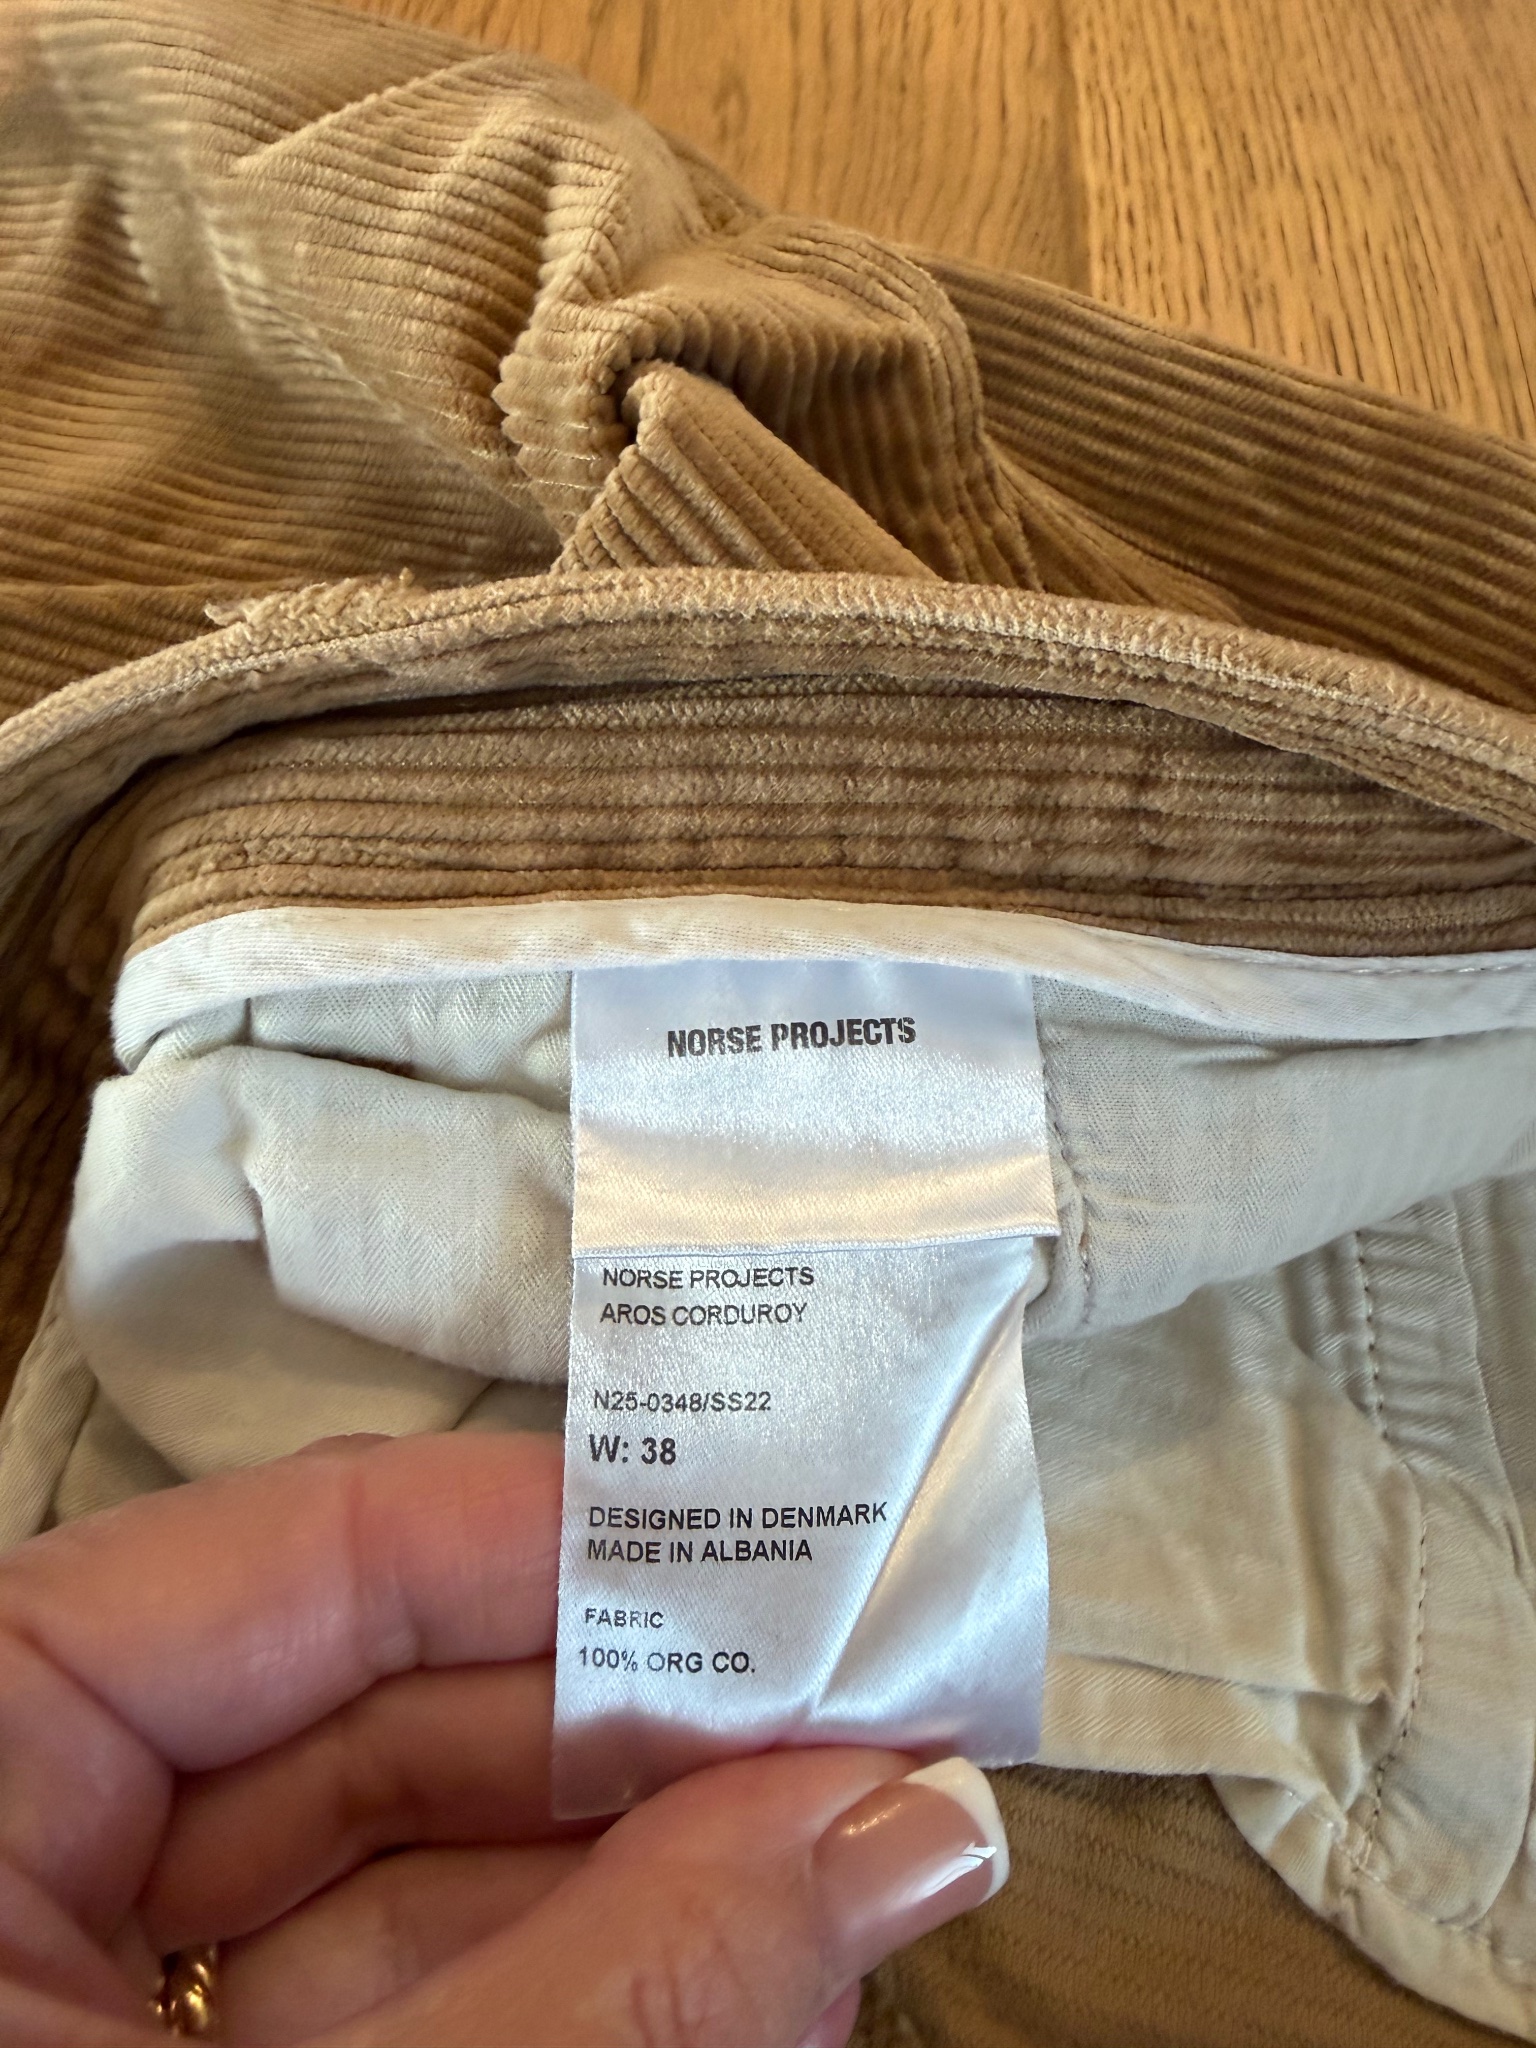 NORSE PROJECTS
NORSE PROJECTS
AROS CORDUROY
N25-0348/SS22
W: 38
DESIGNED IN DENMARK
MADE IN ALBANIA
FABRIC
100% ORG CO.